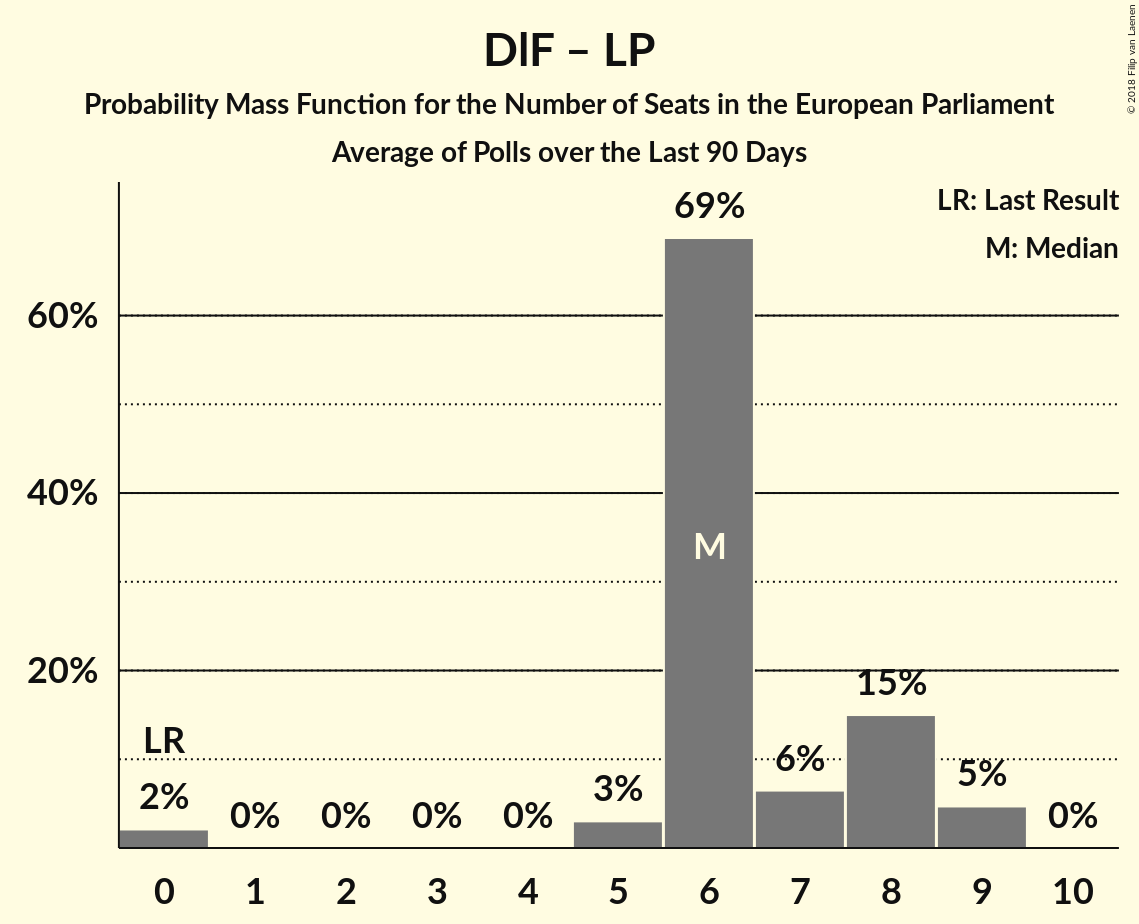 DlF – LP
Probability Mass Function for the Number of Seats in the European Parliament
Average of Polls over the Last 90 Days
© 2018 Filip van Laenen
LR: Last Result
M: Median
69%
60%
40%
M
20%
15%
LR
6%
5%
3%
2%
0%
0%
0%
0%
0%
0 1 2 3 4 5 6 7 8 9 10